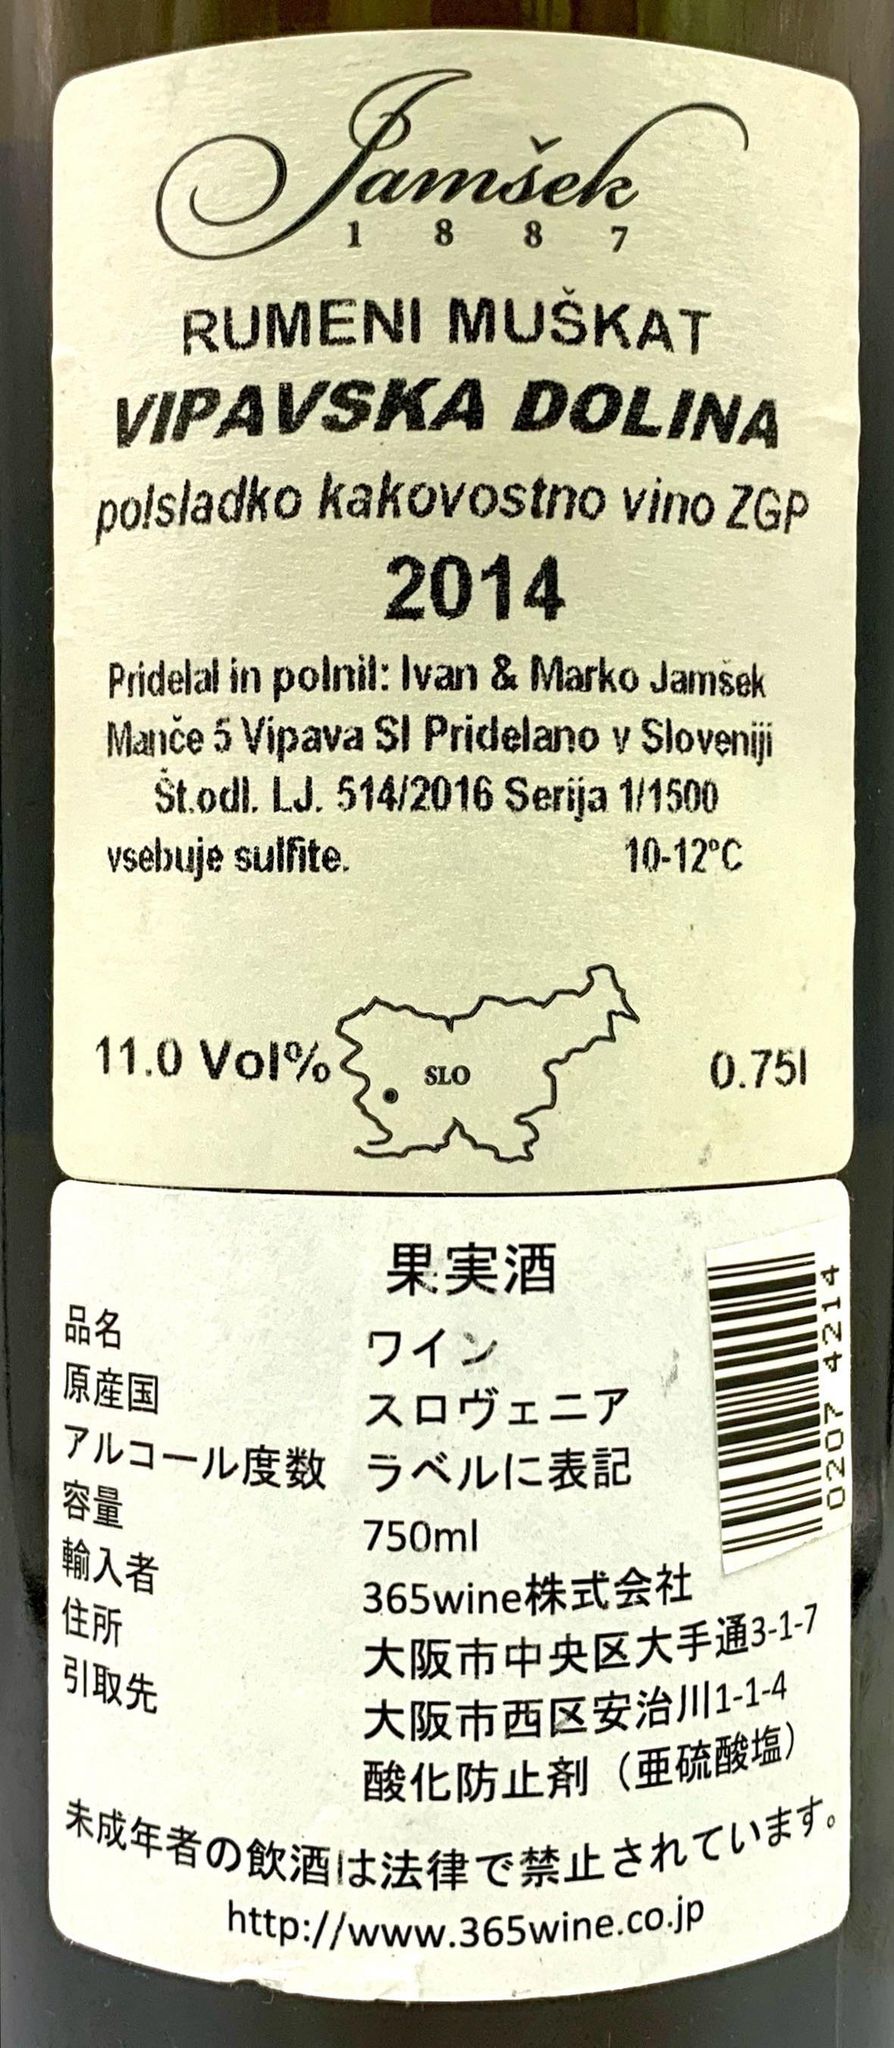 Jamšek
1887
RUMENI MUŠKAT
VIPAVSKA DOLINA
polsladko kakovostno vino ZGP
2014
Pridelal in polnil: Ivan & Marko Jamšek
Manče 5 Vipava SI Pridelano v Sloveniji
Št.odl. LJ. 514/2016 Serija 1/1500
vsebuje sulfite. 10-12°C
11.0 Vol% SLO 0.75l
果実酒
品名 ワイン
原産国 スロヴェニア
アルコール度数 ラベルに表記
容量 750ml
輸入者 365wine株式会社
住所 大阪市中央区大手通3-1-7
引取先 大阪市西区安治川1-1-4
酸化防止剤（亜硫酸塩）
未成年者の飲酒は法律で禁止されています。
http://www.365wine.co.jp
0207 4214